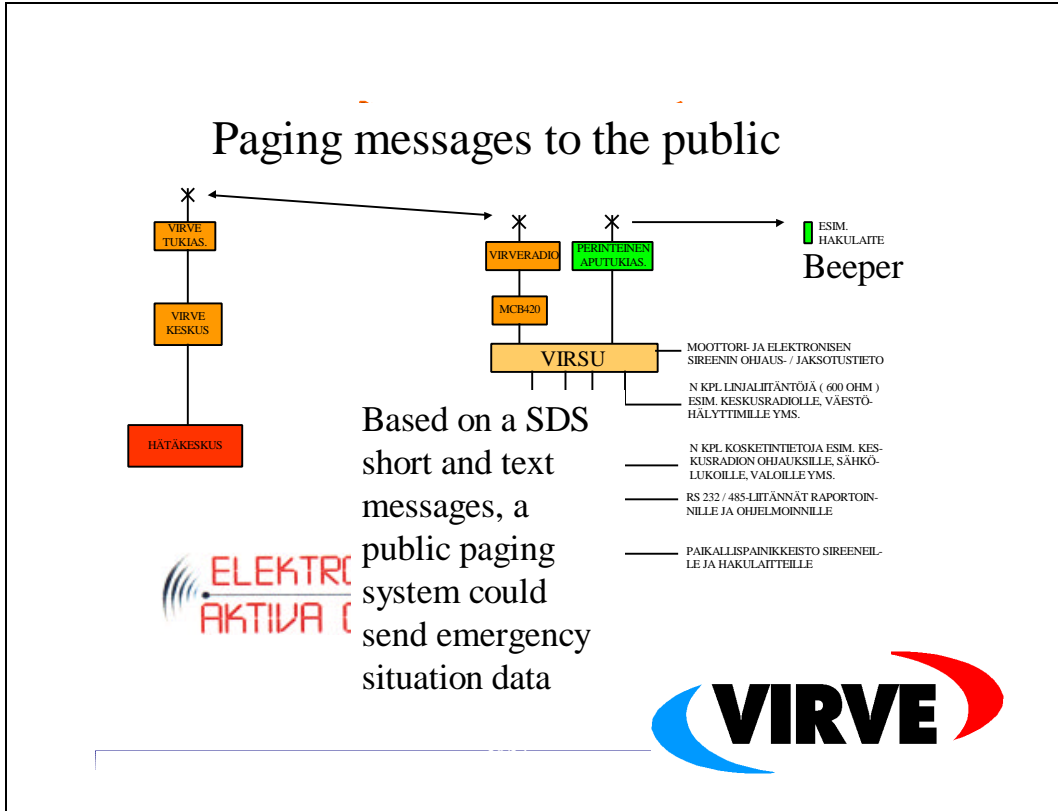 Paging messages to the public
VIRVE
TUKIAS.
VIRVE
KESKUS
HÄTÄKESKUS
VIRVERADIO
PERINTEINEN
APUTUKIAS.
MCB420
VIRSU
ESIM.
HAKULAITE
Beeper
MOOTTORI- JA ELEKTRONISEN
SIREENIN OHJAUS- / JAKSOTUSTIETO
N KPL LINJALIITÄNTÖJÄ ( 600 OHM )
ESIM. KESKUSRADIOLLE, VÄESTÖ-
HÄLYTTIMILLE YMS.
N KPL KOSKETINTIETOJA ESIM. KES-
KUSRADION OHJAUKSILLE, SÄHKÖ-
LUKOILLE, VALOILLE YMS.
RS 232 / 485-LIITÄNNÄT RAPORTOIN-
NILLE JA OHJELMOINNILLE
PAIKALLISPAINIKKEISTO SIREENEIL-
LE JA HAKULAITTEILLE
Based on a SDS
short and text
messages, a
public paging
system could
send emergency
situation data
ELEKTRO
AKTIVA
VIRVE